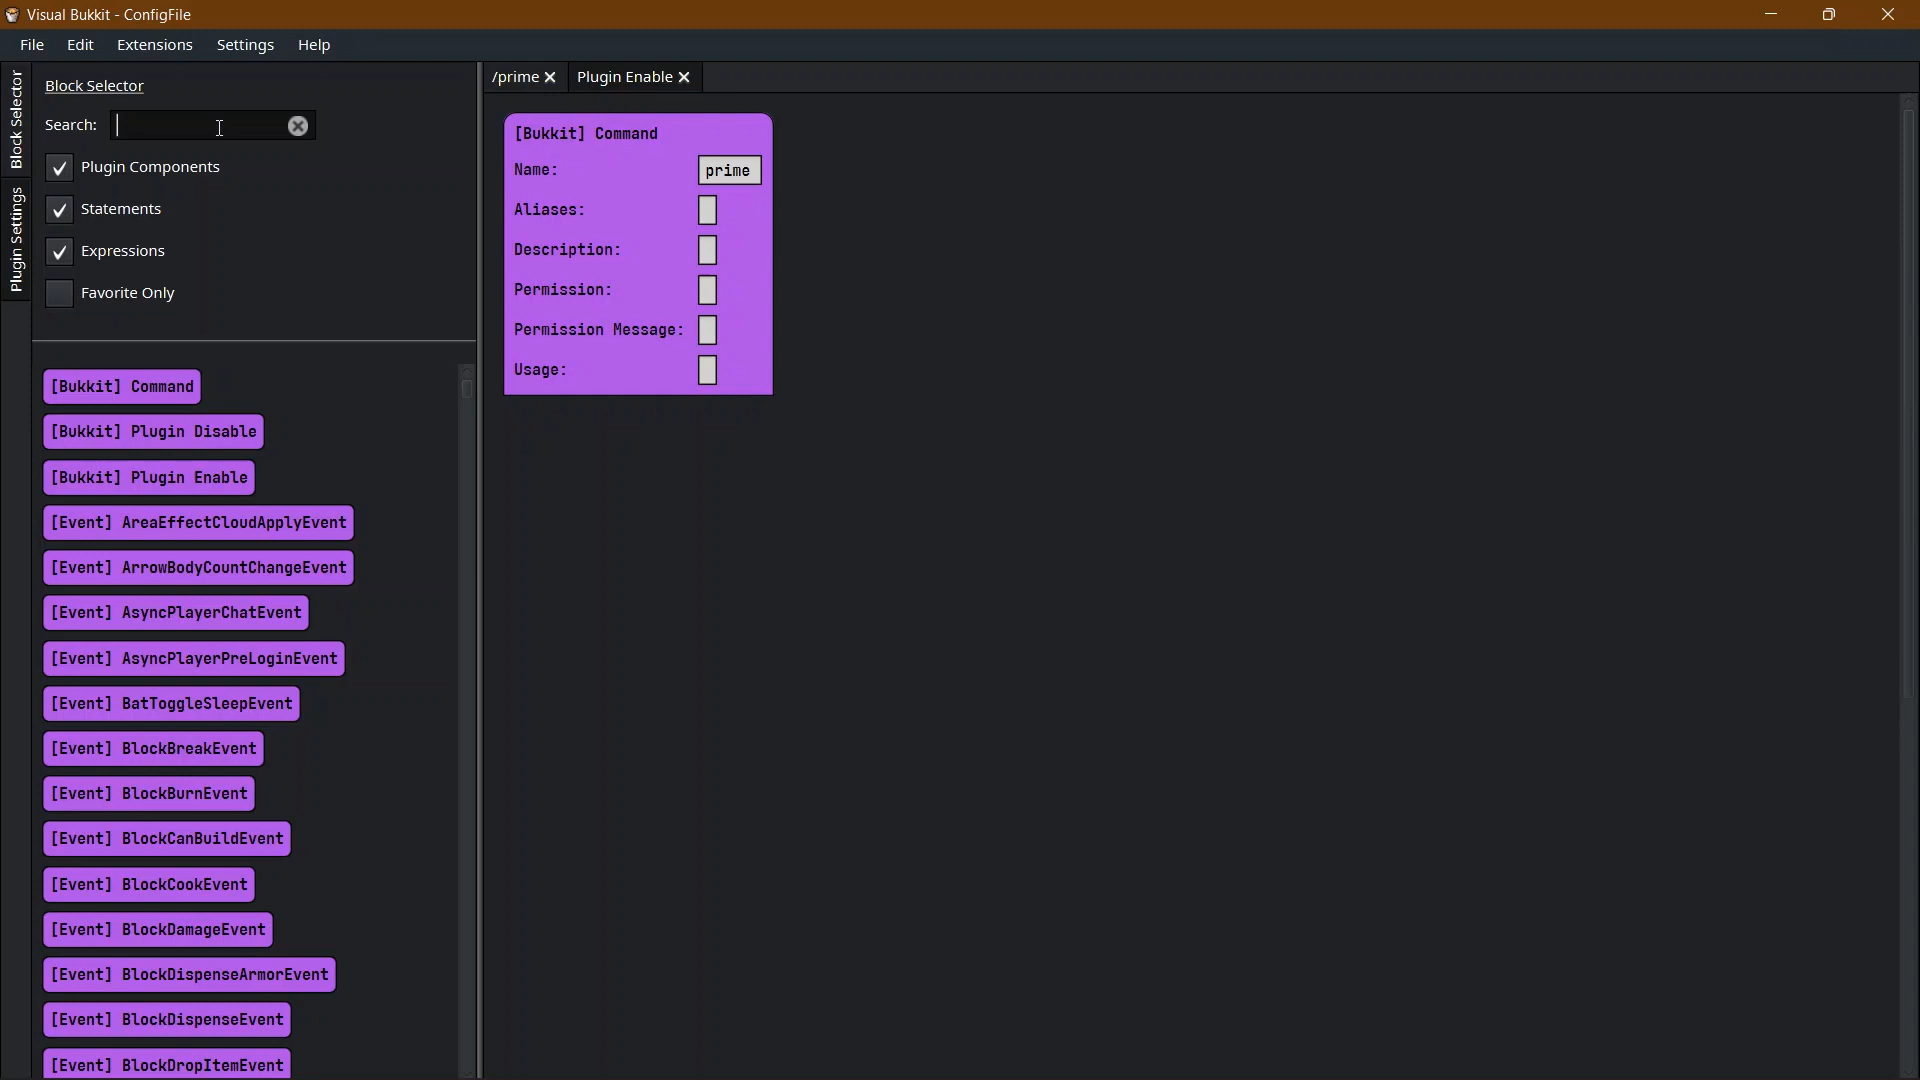 Visual Bukkit - ConfigFile
File Edit Extensions Settings Help
Block Selector
Plugin Settings
Block Selector
Search:
Plugin Components
Statements
Expressions
Favorite Only
[Bukkit] Command
[Bukkit] Plugin Disable
[Bukkit] Plugin Enable
[Event] AreaEffectCloudApplyEvent
[Event] ArrowBodyCountChangeEvent
[Event] AsyncPlayerChatEvent
[Event] AsyncPlayerPreLoginEvent
[Event] BatToggleSleepEvent
[Event] BlockBreakEvent
[Event] BlockBurnEvent
[Event] BlockCanBuildEvent
[Event] BlockCookEvent
[Event] BlockDamageEvent
[Event] BlockDispenseArmorEvent
[Event] BlockDispenseEvent
[Event] BlockDropItemEvent
/prime Plugin Enable
[Bukkit] Command
Name: prime
Aliases:
Description:
Permission:
Permission Message:
Usage: